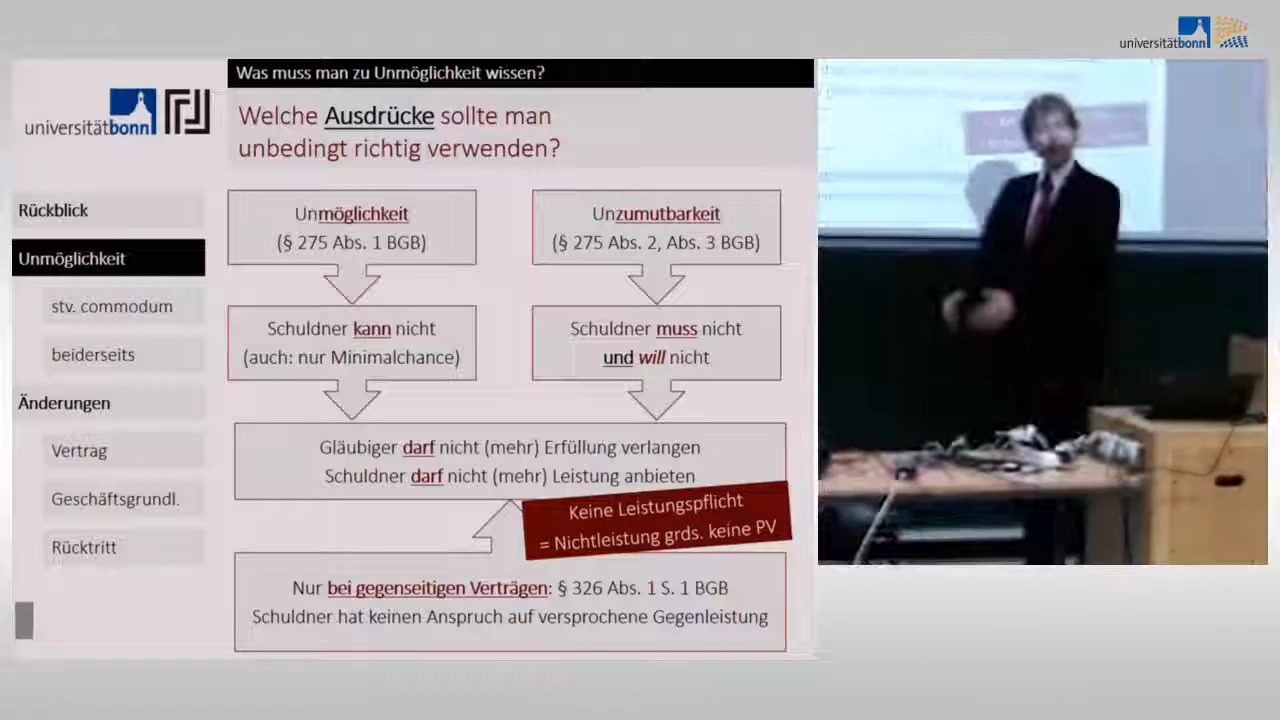 universitätbonn
Was muss man zu Unmöglichkeit wissen?
universitätbonn
Welche Ausdrücke sollte man
unbedingt richtig verwenden?
Rückblick
Unmöglichkeit
stv. commodum
beiderseits
Änderungen
Vertrag
Geschäftsgrundl.
Rücktritt
Unmöglichkeit
(§ 275 Abs. 1 BGB)
Unzumutbarkeit
(§ 275 Abs. 2, Abs. 3 BGB)
Schuldner kann nicht
(auch: nur Minimalchance)
Schuldner muss nicht
und will nicht
Gläubiger darf nicht (mehr) Erfüllung verlangen
Schuldner darf nicht (mehr) Leistung anbieten
Keine Leistungspflicht
= Nichtleistung grds. keine PV
Nur bei gegenseitigen Verträgen: § 326 Abs. 1 S. 1 BGB
Schuldner hat keinen Anspruch auf versprochene Gegenleistung